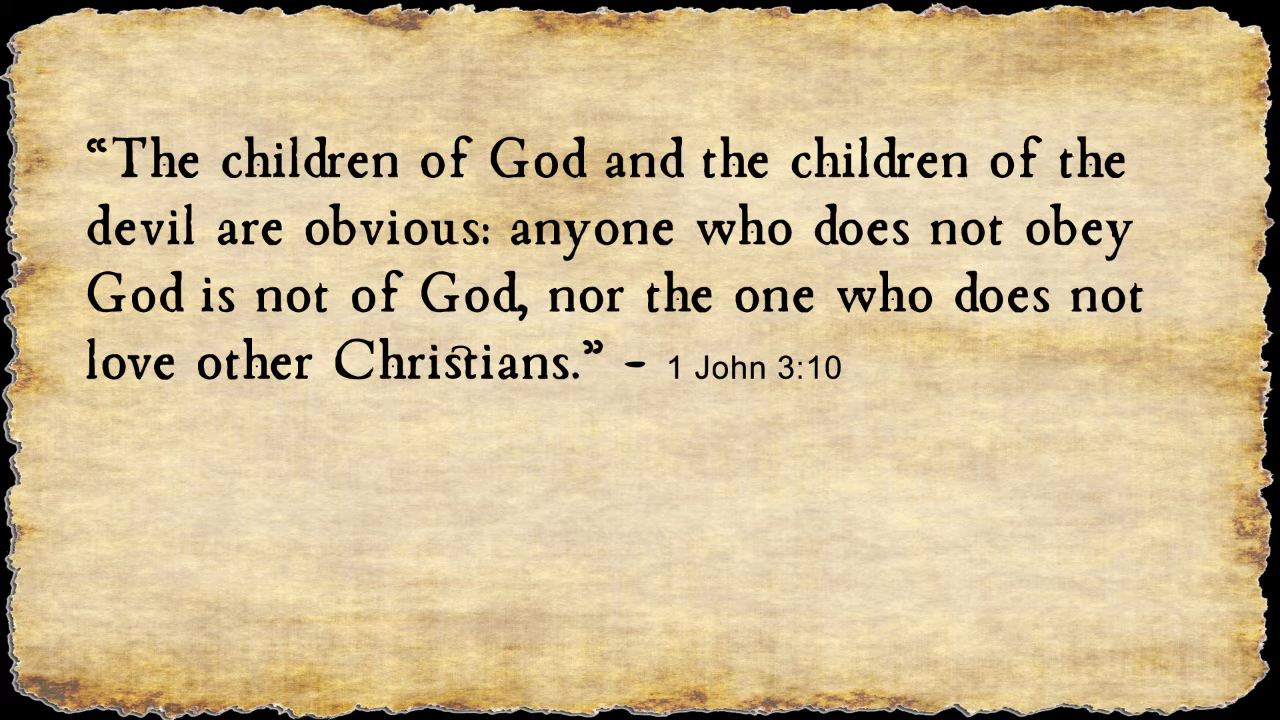 “The children of God and the children of the
devil are obvious: anyone who does not obey
God is not of God, nor the one who does not
love other Christians.” - 1 John 3:10